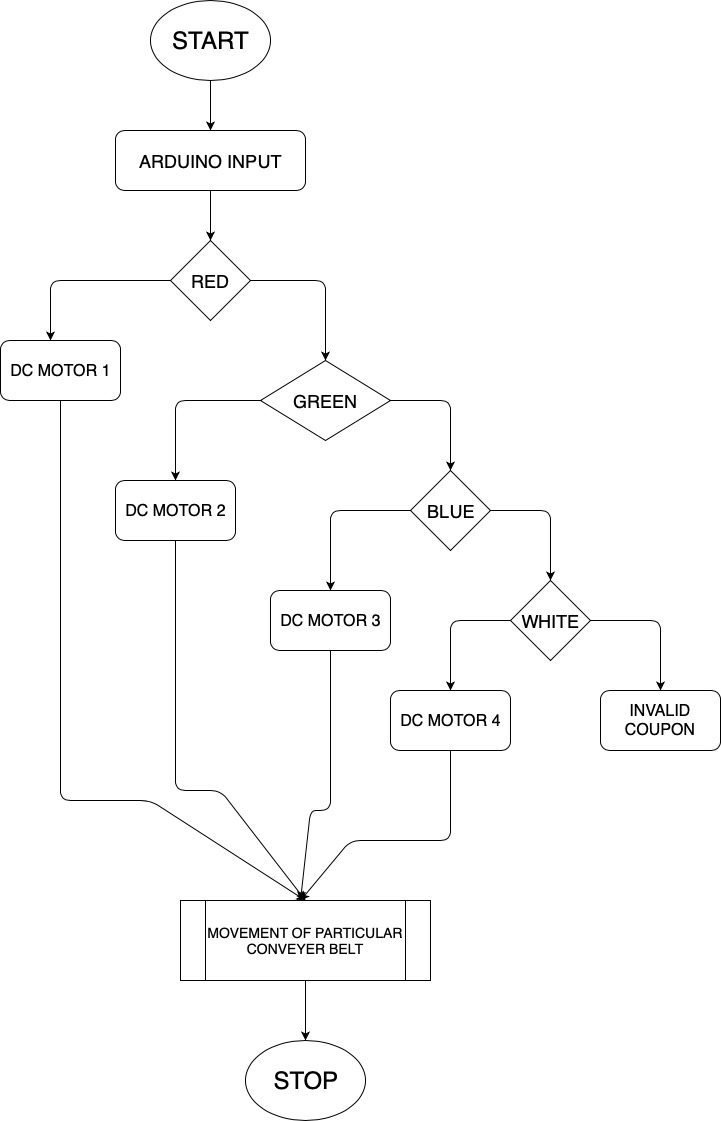 START
ARDUINO INPUT
RED
DC MOTOR 1
GREEN
DC MOTOR 2
BLUE
DC MOTOR 3
WHITE
DC MOTOR 4
INVALID
COUPON
MOVEMENT OF PARTICULAR
CONVEYER BELT
STOP